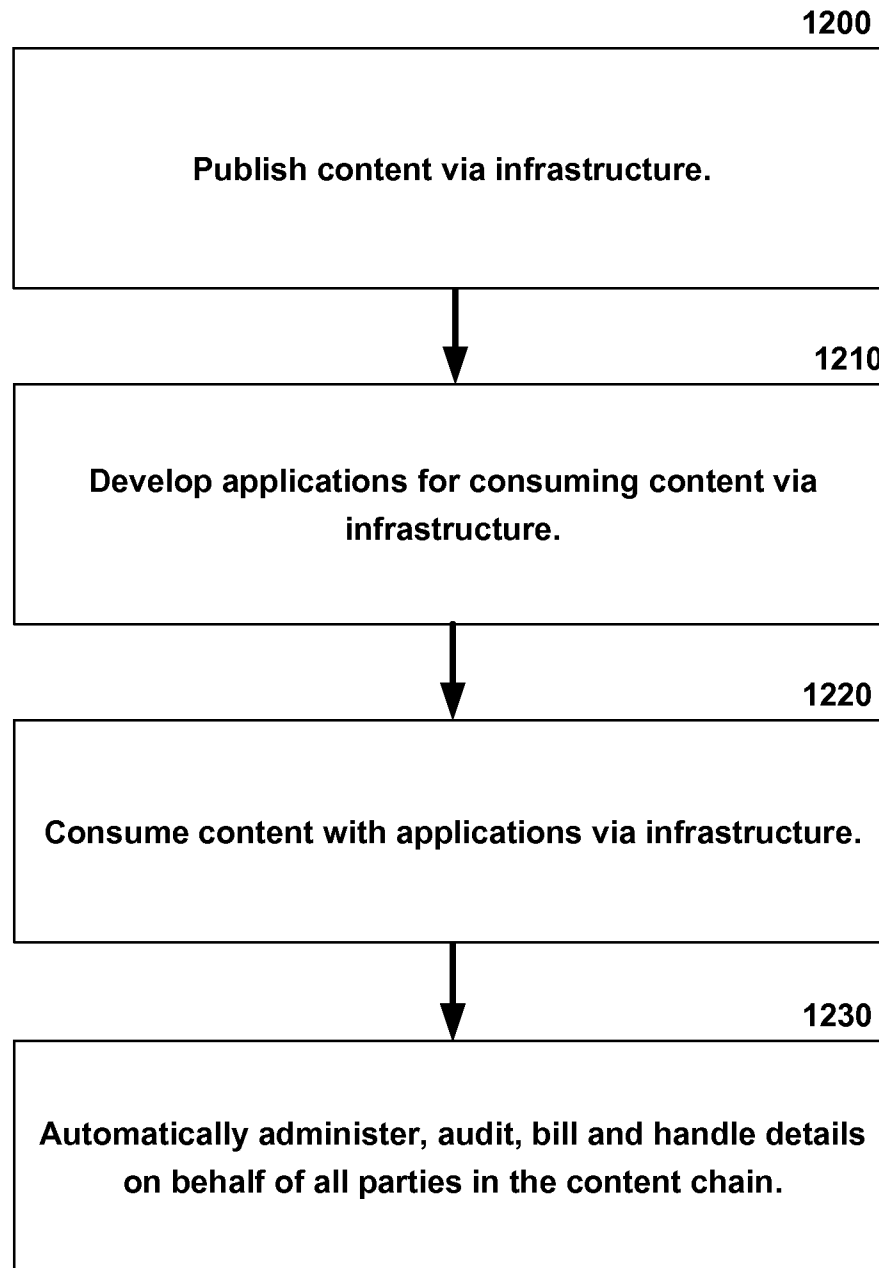 1200
Publish content via infrastructure.
1210
Develop applications for consuming content via
infrastructure.
1220
Consume content with applications via infrastructure.
1230
Automatically administer, audit, bill and handle details
on behalf of all parties in the content chain.